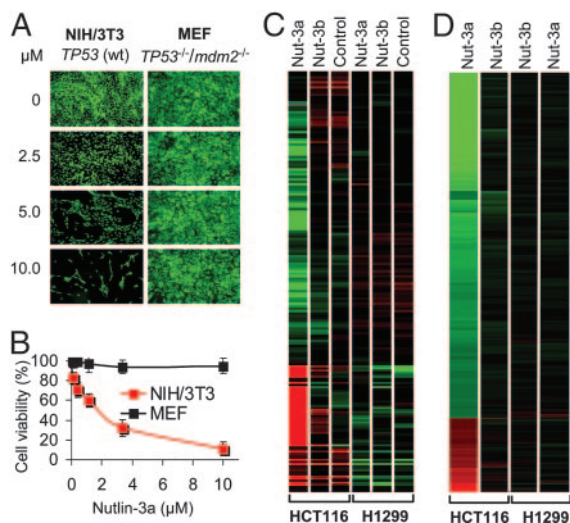 A
NIH/3T3 MEF
µM TP53 (wt) TP53-/-/mdm2-/-
0
2.5
5.0
10.0
B
100
80
60
40
20
0
Cell viability (%)
NIH/3T3
MEF
0 2 4 6 8 10
Nutlin-3a (µM)
C
Nut-3a
Nut-3b
Control
Nut-3a
Nut-3b
Control
HCT116 H1299
D
Nut-3a
Nut-3b
Nut-3b
Nut-3a
HCT116 H1299